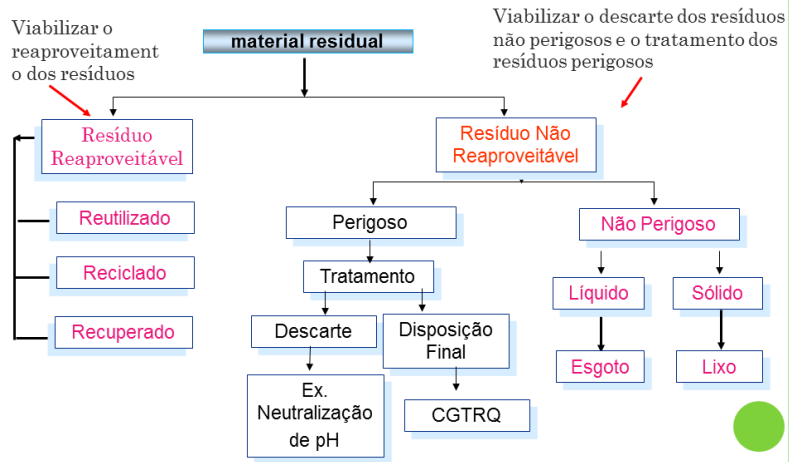 Viabilizar o
reaproveitament
o dos resíduos
material residual
Viabilizar o descarte dos resíduos
não perigosos e o tratamento dos
resíduos perigosos
Resíduo
Reaproveitável
Resíduo Não
Reaproveitável
Reutilizado
Reciclado
Recuperado
Perigoso
Não Perigoso
Tratamento
Líquido
Sólido
Descarte
Disposição
Final
Esgoto
Lixo
Ex.
Neutralização
de pH
CGTRQ